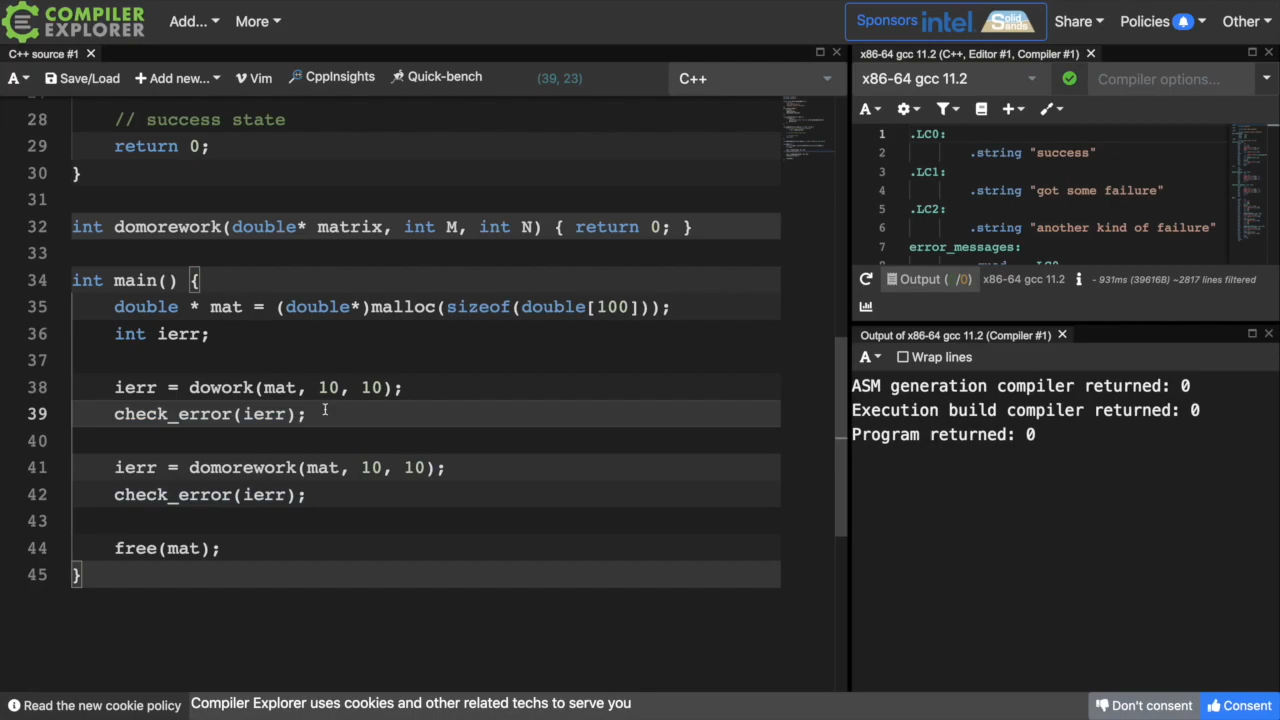 COMPILER EXPLORER
Add... More
Sponsors intel Solid Sands Share Policies Other
C++ source #1
A Save/Load + Add new... Vim CppInsights Quick-bench (39, 23) C++
28 // success state
29 return 0;
30 }
31
32 int domorework(double* matrix, int M, int N) { return 0; }
33
34 int main() {
35 double * mat = (double*)malloc(sizeof(double[100]));
36 int ierr;
37
38 ierr = dowork(mat, 10, 10);
39 check_error(ierr);
40
41 ierr = domorework(mat, 10, 10);
42 check_error(ierr);
43
44 free(mat);
45 }
x86-64 gcc 11.2 (C++, Editor #1, Compiler #1)
x86-64 gcc 11.2 Compiler options...
A
1 .LC0:
2 .string "success"
3 .LC1:
4 .string "got some failure"
5 .LC2:
6 .string "another kind of failure"
7 error_messages:
Output ( /0) x86-64 gcc 11.2 i - 931ms (396168) ~2817 lines filtered
Output of x86-64 gcc 11.2 (Compiler #1)
A Wrap lines
ASM generation compiler returned: 0
Execution build compiler returned: 0
Program returned: 0
Read the new cookie policy Compiler Explorer uses cookies and other related techs to serve you Don't consent Consent